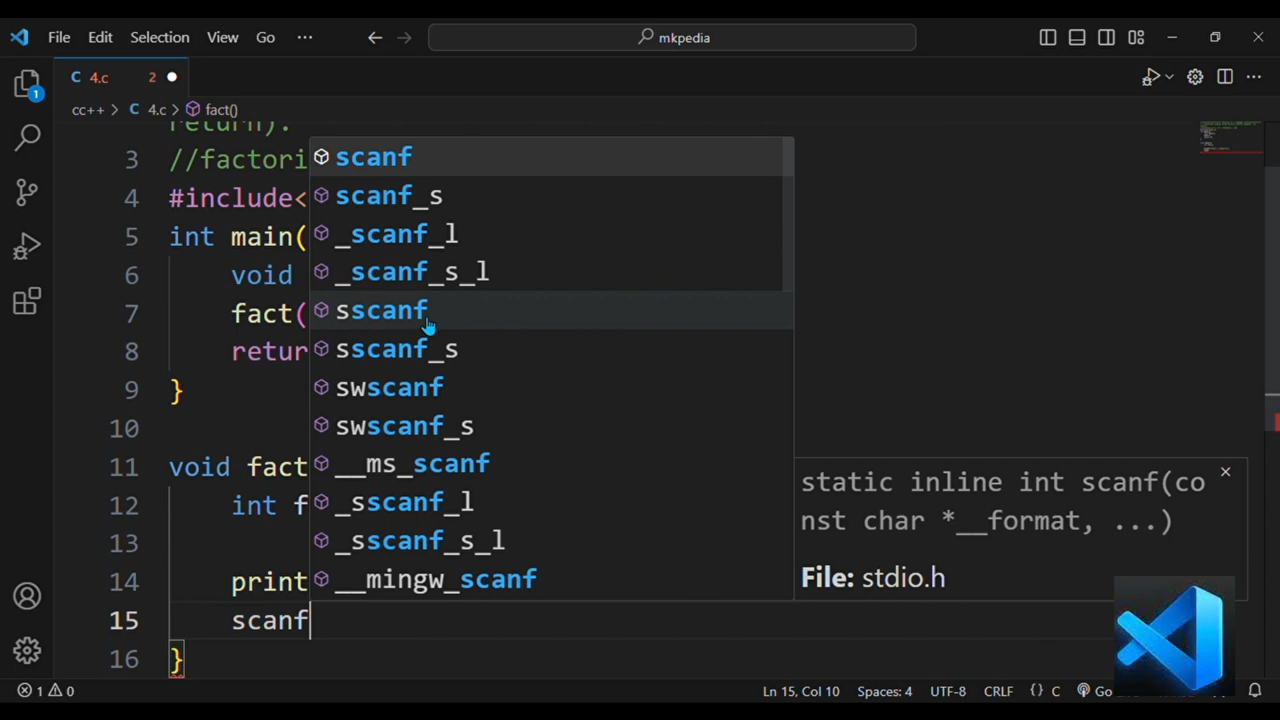 File Edit Selection View Go ··· mkpedia
4.c 2
cc++ > C 4.c > fact()
return).
3 //factori
4 #include<
5 int main(
6 void
7 fact(
8 retur
9 }
10
11 void fact
12 int f
13
14 print
15 scanf
16 }
scanf
scanf_s
_scanf_l
_scanf_s_l
sscanf
sscanf_s
swscanf
swscanf_s
__ms_scanf
_sscanf_l
_sscanf_s_l
__mingw_scanf
static inline int scanf(co
nst char *__format, ...)
File: stdio.h
1 0 Ln 15, Col 10 Spaces: 4 UTF-8 CRLF {} C Go